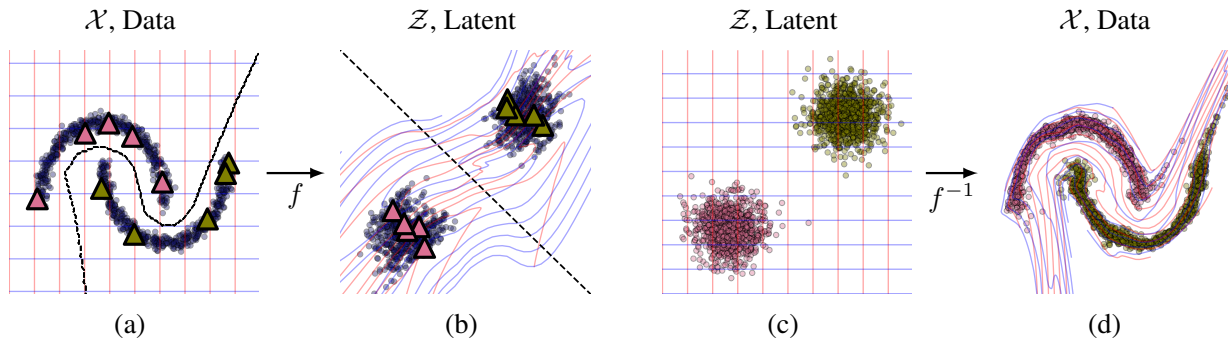 𝒳, Data
𝒵, Latent
𝒵, Latent
𝒳, Data
f
f⁻¹
(a)
(b)
(c)
(d)